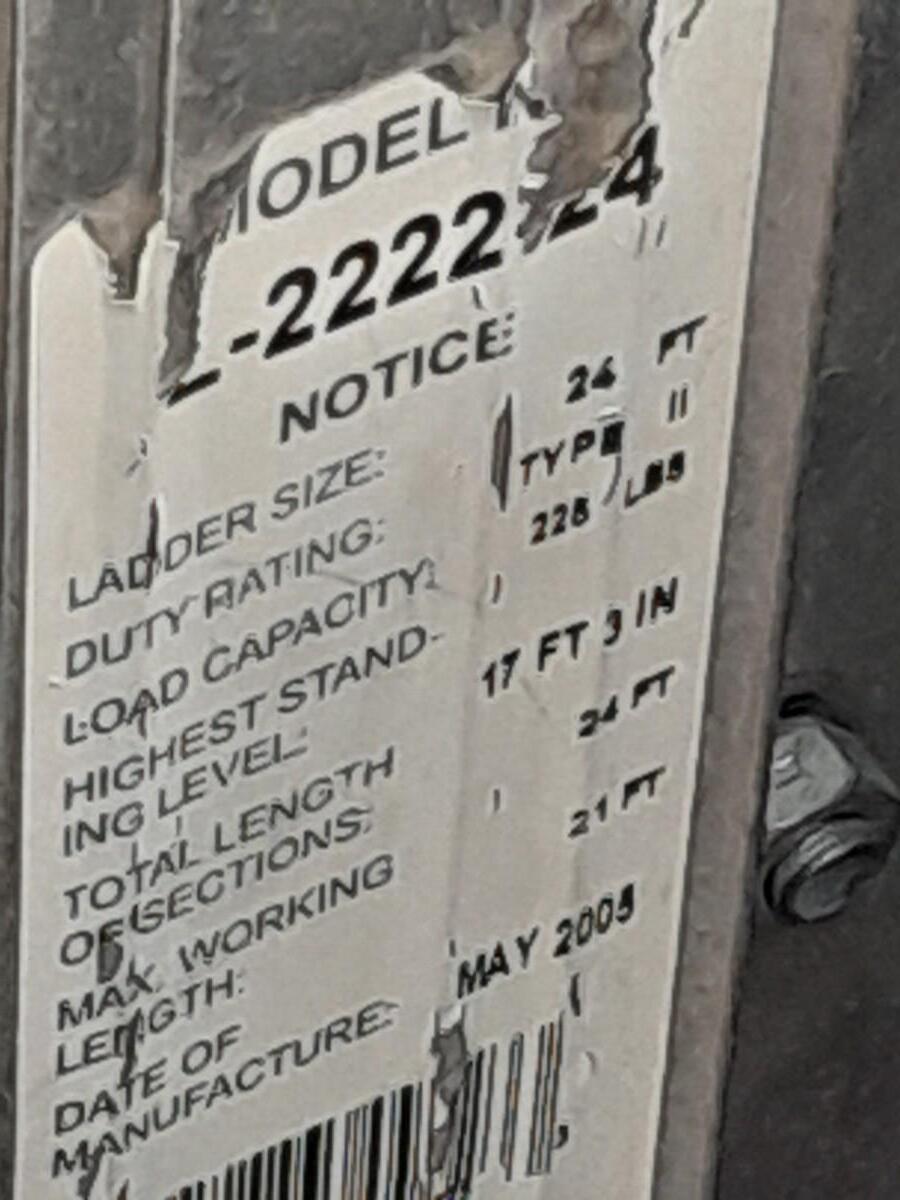 MODEL
L-2222-24
NOTICE:
LADDER SIZE: 24 FT
DUTY RATING: TYPE II
LOAD CAPACITY: 225 LBS
HIGHEST STAND-
ING LEVEL: 17 FT 3 IN
TOTAL LENGTH
OF SECTIONS: 24 FT
MAX. WORKING
LENGTH: 21 FT
DATE OF
MANUFACTURE: MAY 2005